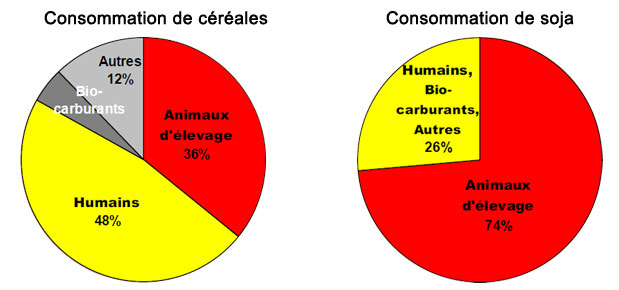 Consommation de céréales
Autres
12%
Bio-
carburants
Animaux
d'élevage
36%
Humains
48%
Consommation de soja
Humains,
Bio-
carburants,
Autres
26%
Animaux
d'élevage
74%